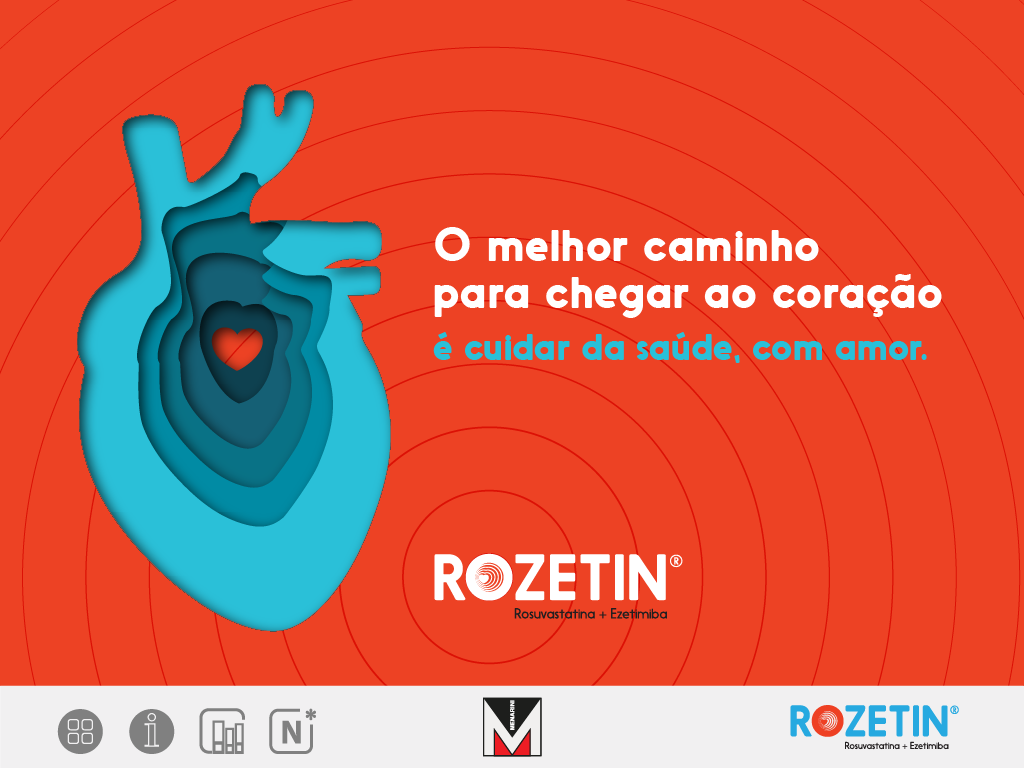 O melhor caminho
para chegar ao coração
é cuidar da saúde, com amor.
ROZETIN®
Rosuvastatina + Ezetimiba
i
N*
MENARINI
ROZETIN®
Rosuvastatina + Ezetimiba